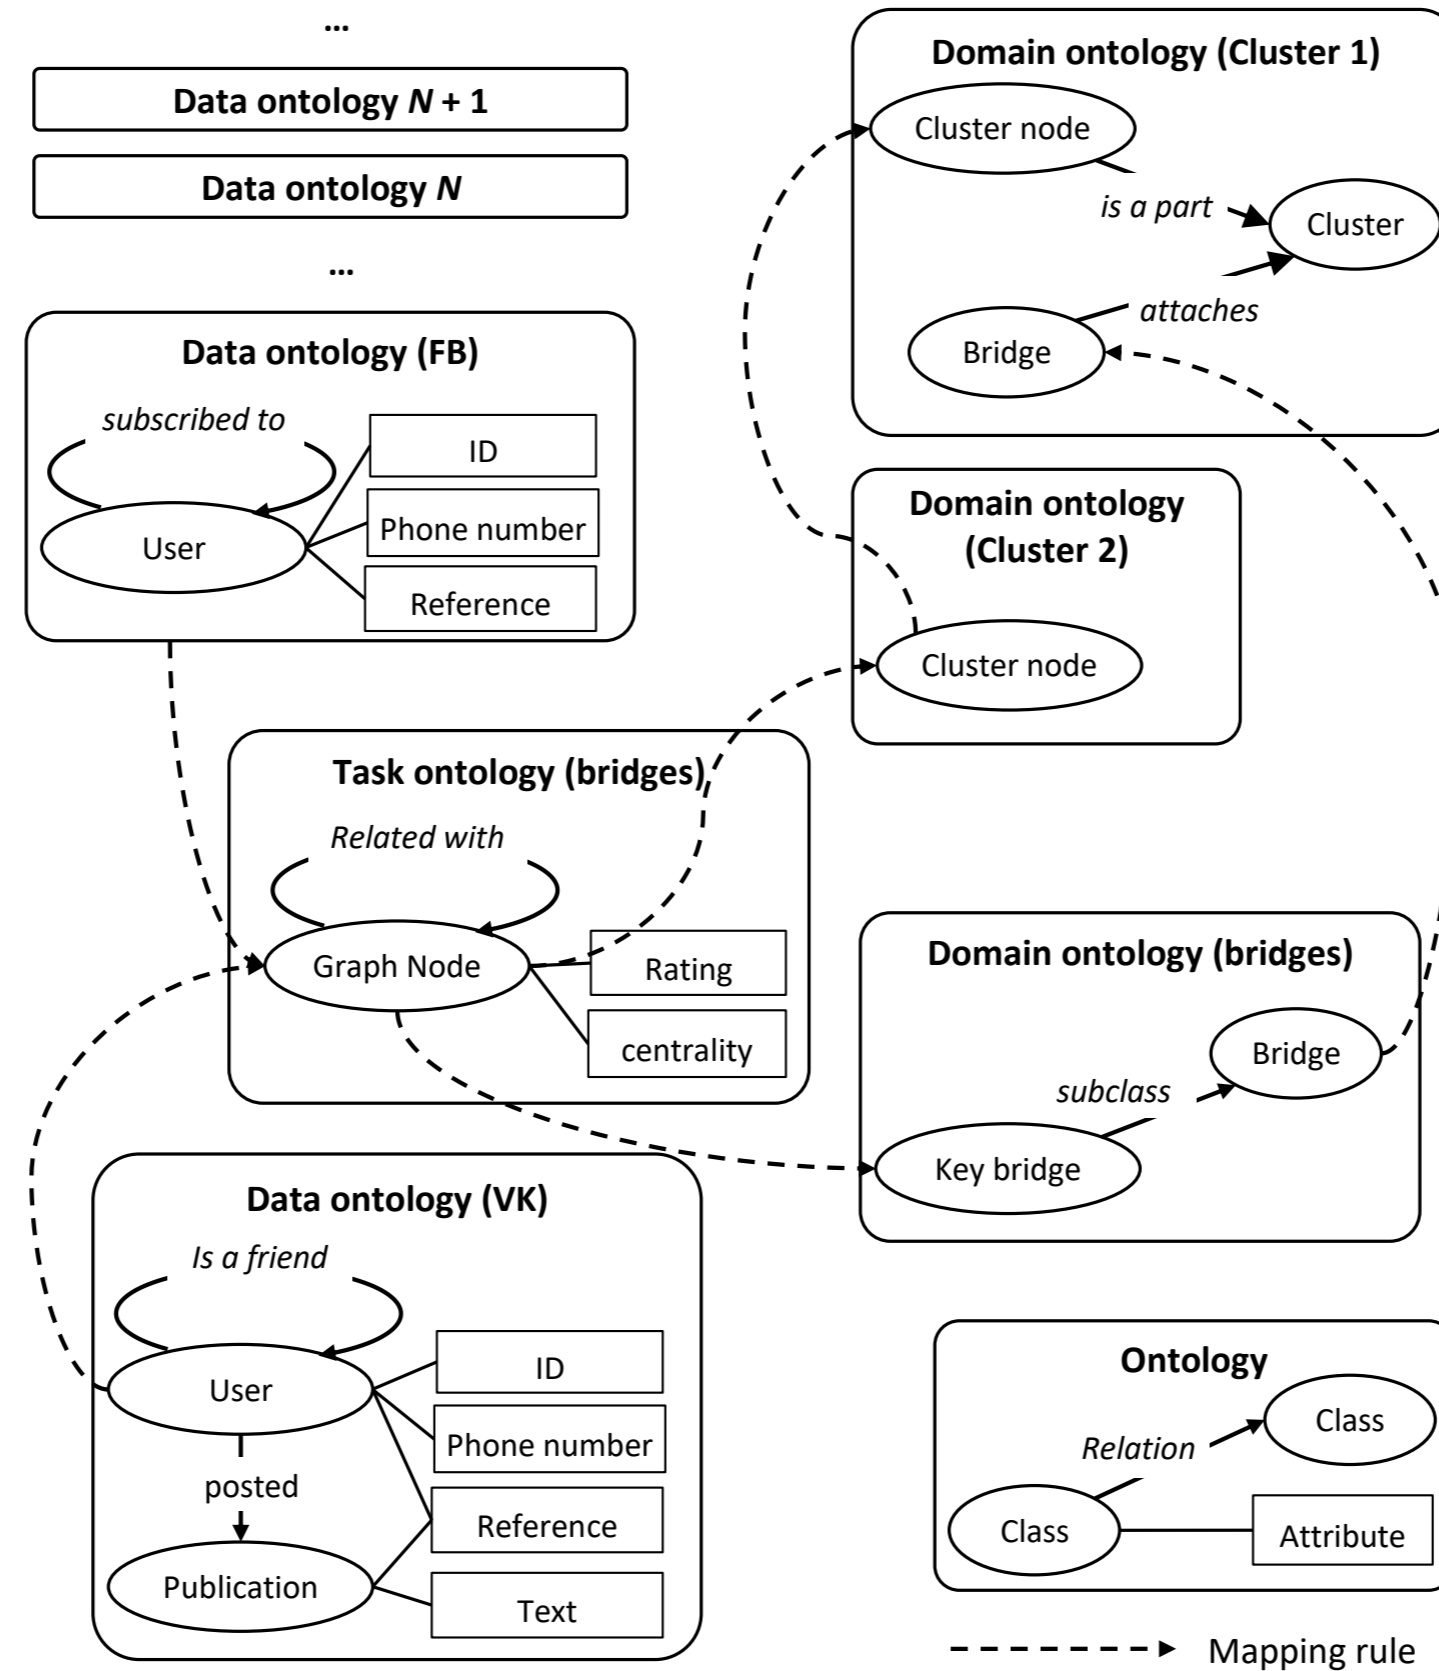 ...
Data ontology N + 1
Data ontology N
...
Data ontology (FB)
subscribed to
User
ID
Phone number
Reference
Domain ontology (Cluster 1)
Cluster node
is a part
Cluster
attaches
Bridge
Domain ontology
(Cluster 2)
Cluster node
Task ontology (bridges)
Related with
Graph Node
Rating
centrality
Domain ontology (bridges)
Bridge
subclass
Key bridge
Data ontology (VK)
Is a friend
User
ID
Phone number
posted
Reference
Publication
Text
Ontology
Class
Relation
Class
Attribute
Mapping rule